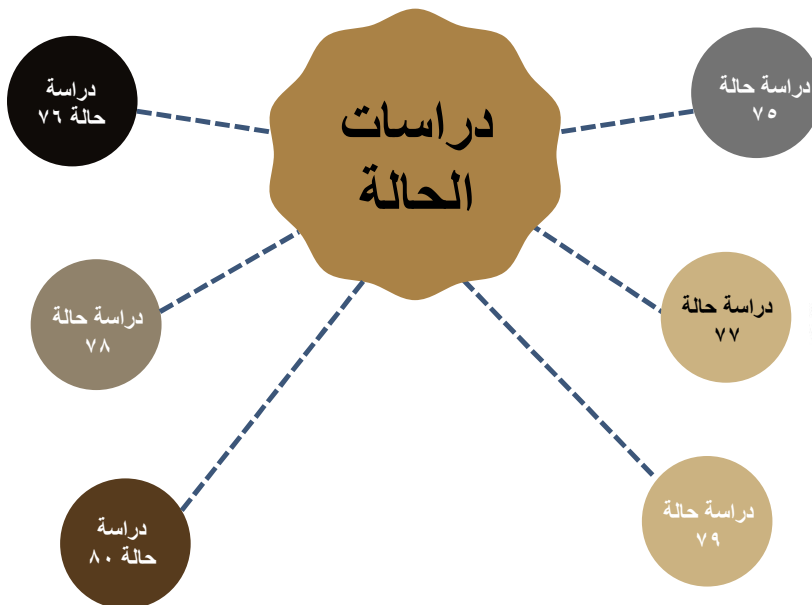 دراسات
الحالة
دراسة حالة
٧٥
دراسة
حالة ٧٦
دراسة حالة
٧٧
دراسة حالة
٧٨
دراسة حالة
٧٩
دراسة
حالة ٨٠